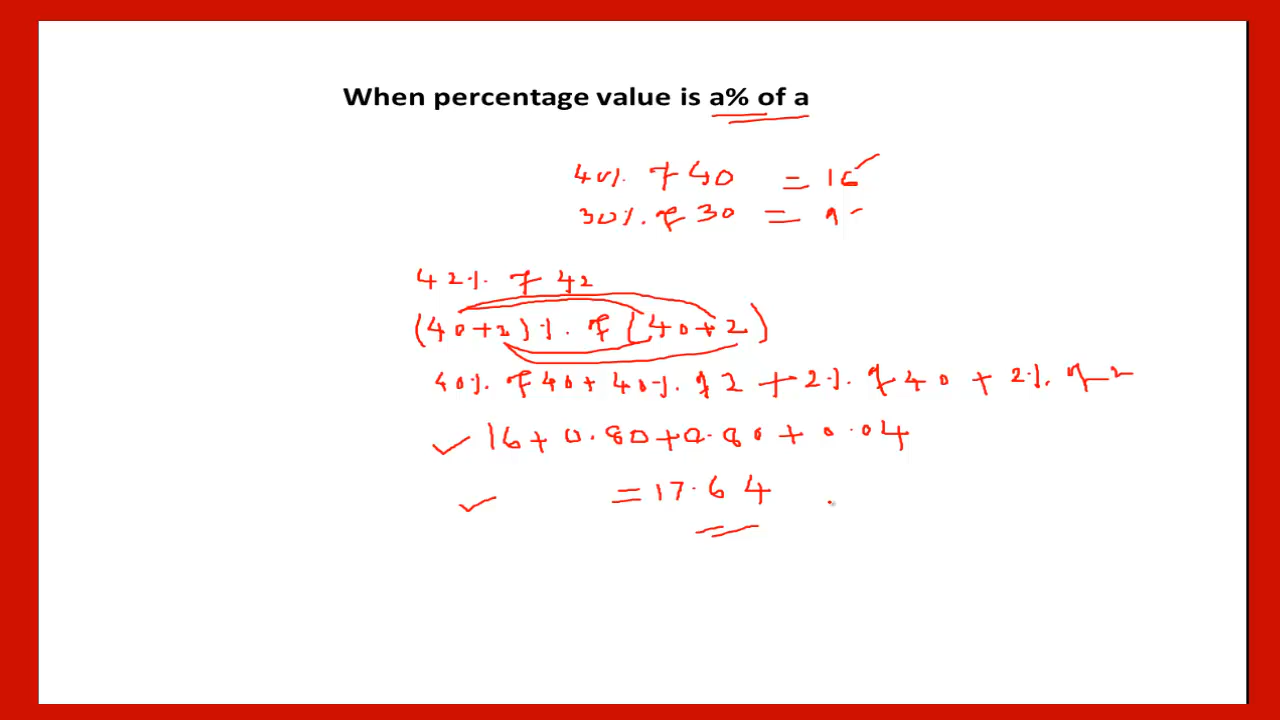 When percentage value is a% of a
40% of 40 = 16
30% of 30 = 9
42% of 42
(40+2)% of (40+2)
40% of 40 + 40% of 2 + 2% of 40 + 2% of 2
16+0.80+0.80+0.04
=17.64